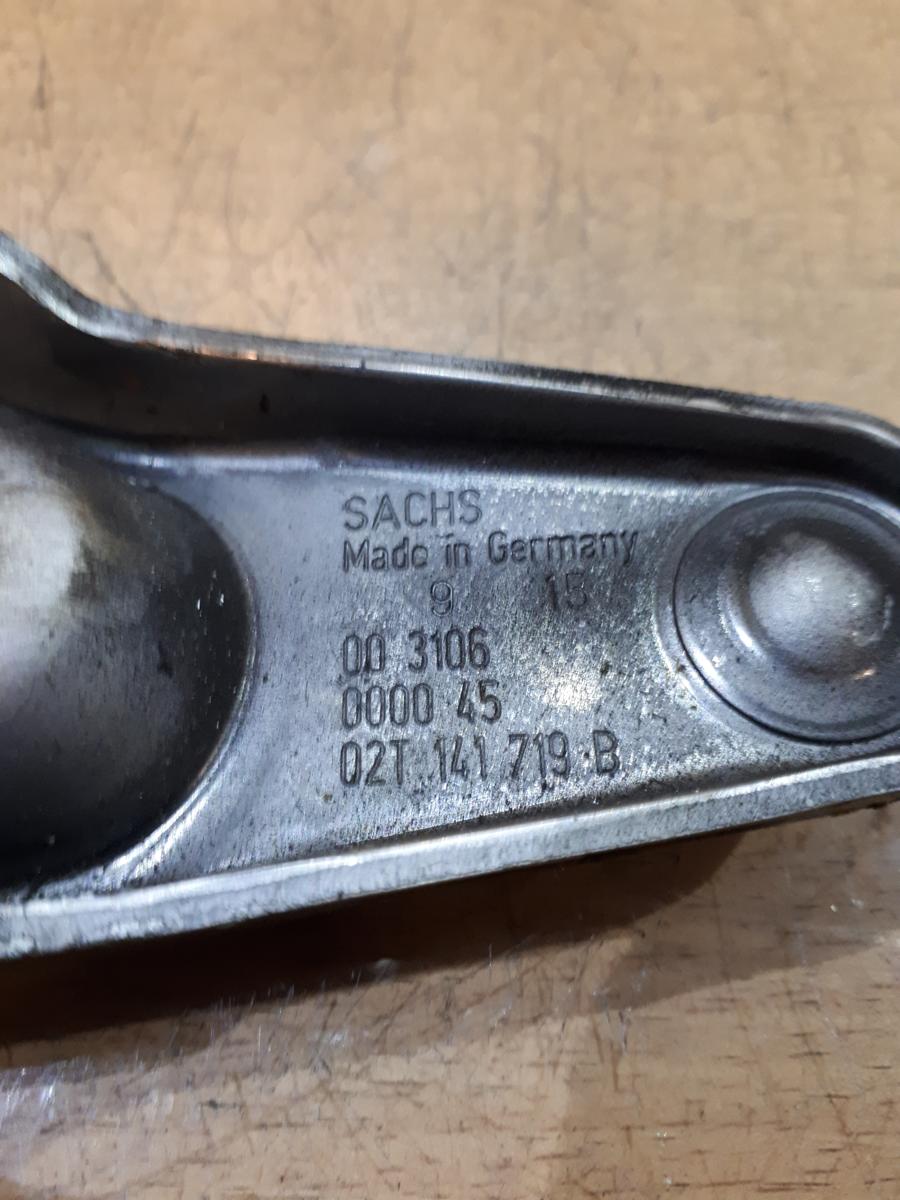 SACHS
Made in Germany
9 15
00 3106
0000 45
02T 141 719 B